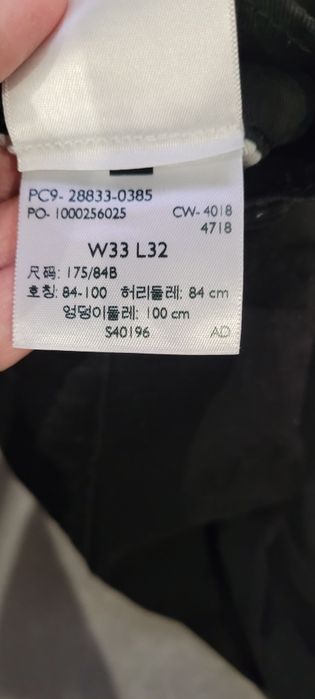 PC9- 28833-0385
PO- 1000256025 CW- 4018
4718
W33 L32
尺码: 175/84B
호칭: 84-100 허리둘레: 84 cm
엉덩이둘레: 100 cm
S40196 AD